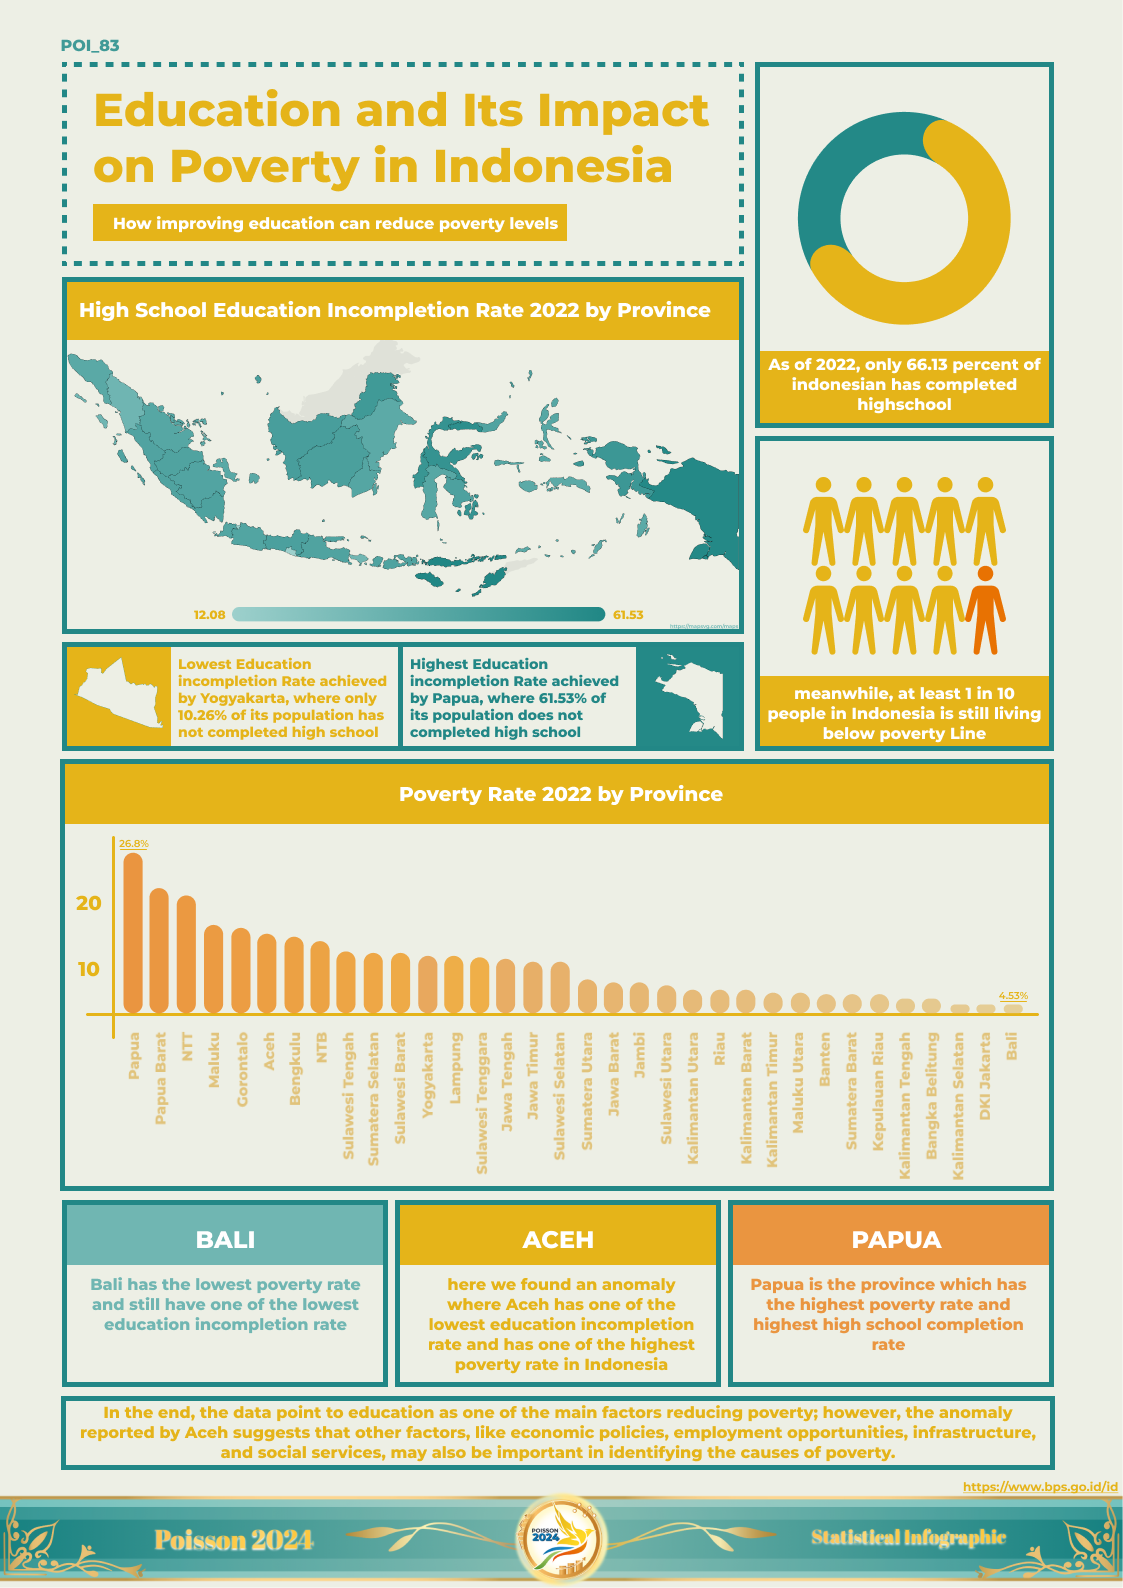 POI_83
Education and Its Impact
on Poverty in Indonesia
How improving education can reduce poverty levels
As of 2022, only 66.13 percent of
indonesian has completed
highschool
High School Education Incompletion Rate 2022 by Province
12.08
61.53
https://mapsvg.com/maps
meanwhile, at least 1 in 10
people in Indonesia is still living
below poverty Line
Lowest Education
incompletion Rate achieved
by Yogyakarta, where only
10.26% of its population has
not completed high school
Highest Education
incompletion Rate achieved
by Papua, where 61.53% of
its population does not
completed high school
Poverty Rate 2022 by Province
26.8%
20
10
4.53%
Papua
Papua Barat
NTT
Maluku
Gorontalo
Aceh
Bengkulu
NTB
Sulawesi Tengah
Sumatera Selatan
Sulawesi Barat
Yogyakarta
Lampung
Sulawesi Tenggara
Jawa Tengah
Jawa Timur
Sulawesi Selatan
Sumatera Utara
Jawa Barat
Jambi
Sulawesi Utara
Kalimantan Utara
Riau
Kalimantan Barat
Kalimantan Timur
Maluku Utara
Banten
Sumatera Barat
Kepulauan Riau
Kalimantan Tengah
Bangka Belitung
Kalimantan Selatan
DKI Jakarta
Bali
BALI
Bali has the lowest poverty rate
and still have one of the lowest
education incompletion rate
ACEH
here we found an anomaly
where Aceh has one of the
lowest education incompletion
rate and has one of the highest
poverty rate in Indonesia
PAPUA
Papua is the province which has
the highest poverty rate and
highest high school completion
rate
In the end, the data point to education as one of the main factors reducing poverty; however, the anomaly
reported by Aceh suggests that other factors, like economic policies, employment opportunities, infrastructure,
and social services, may also be important in identifying the causes of poverty.
https://www.bps.go.id/id
Poisson 2024
POISSON
2024
Statistical Infographic